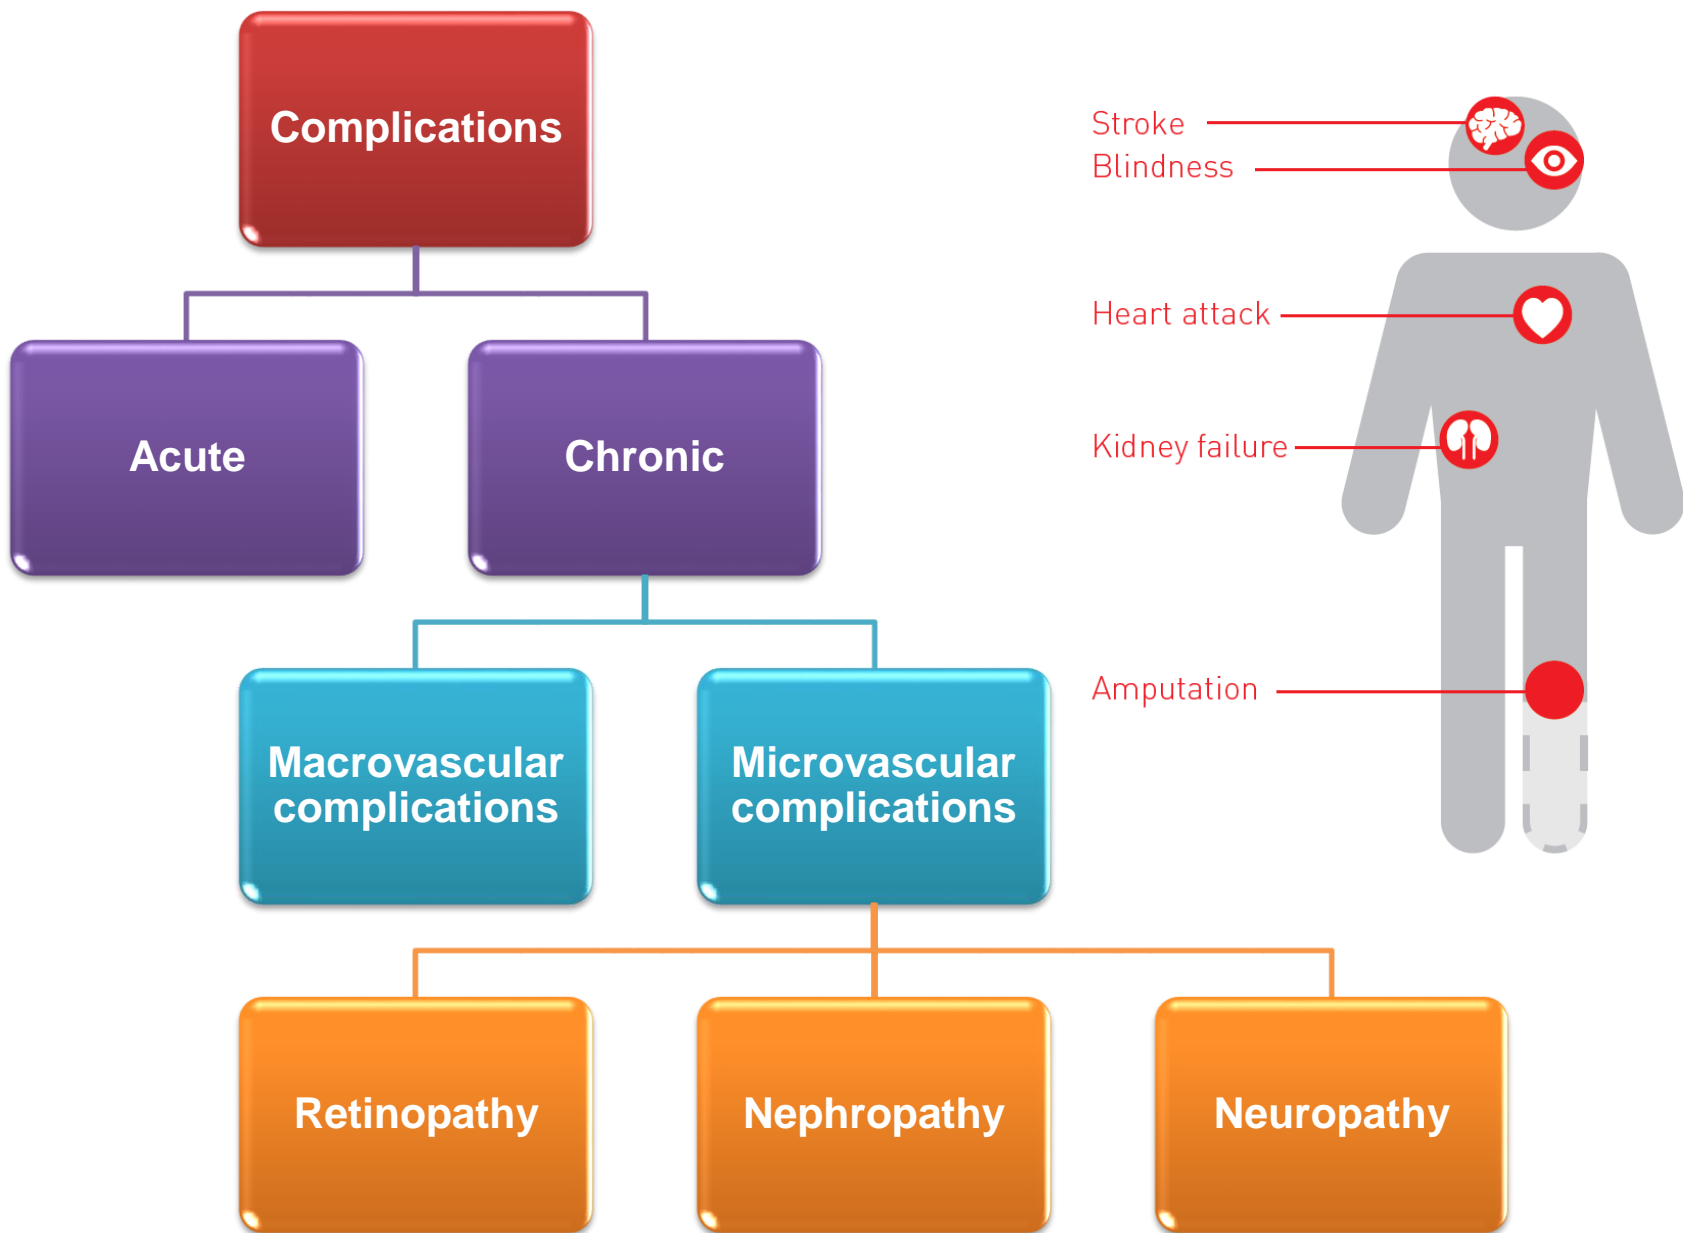 Complications
Acute
Chronic
Macrovascular
complications
Microvascular
complications
Retinopathy
Nephropathy
Neuropathy
Stroke
Blindness
Heart attack
Kidney failure
Amputation